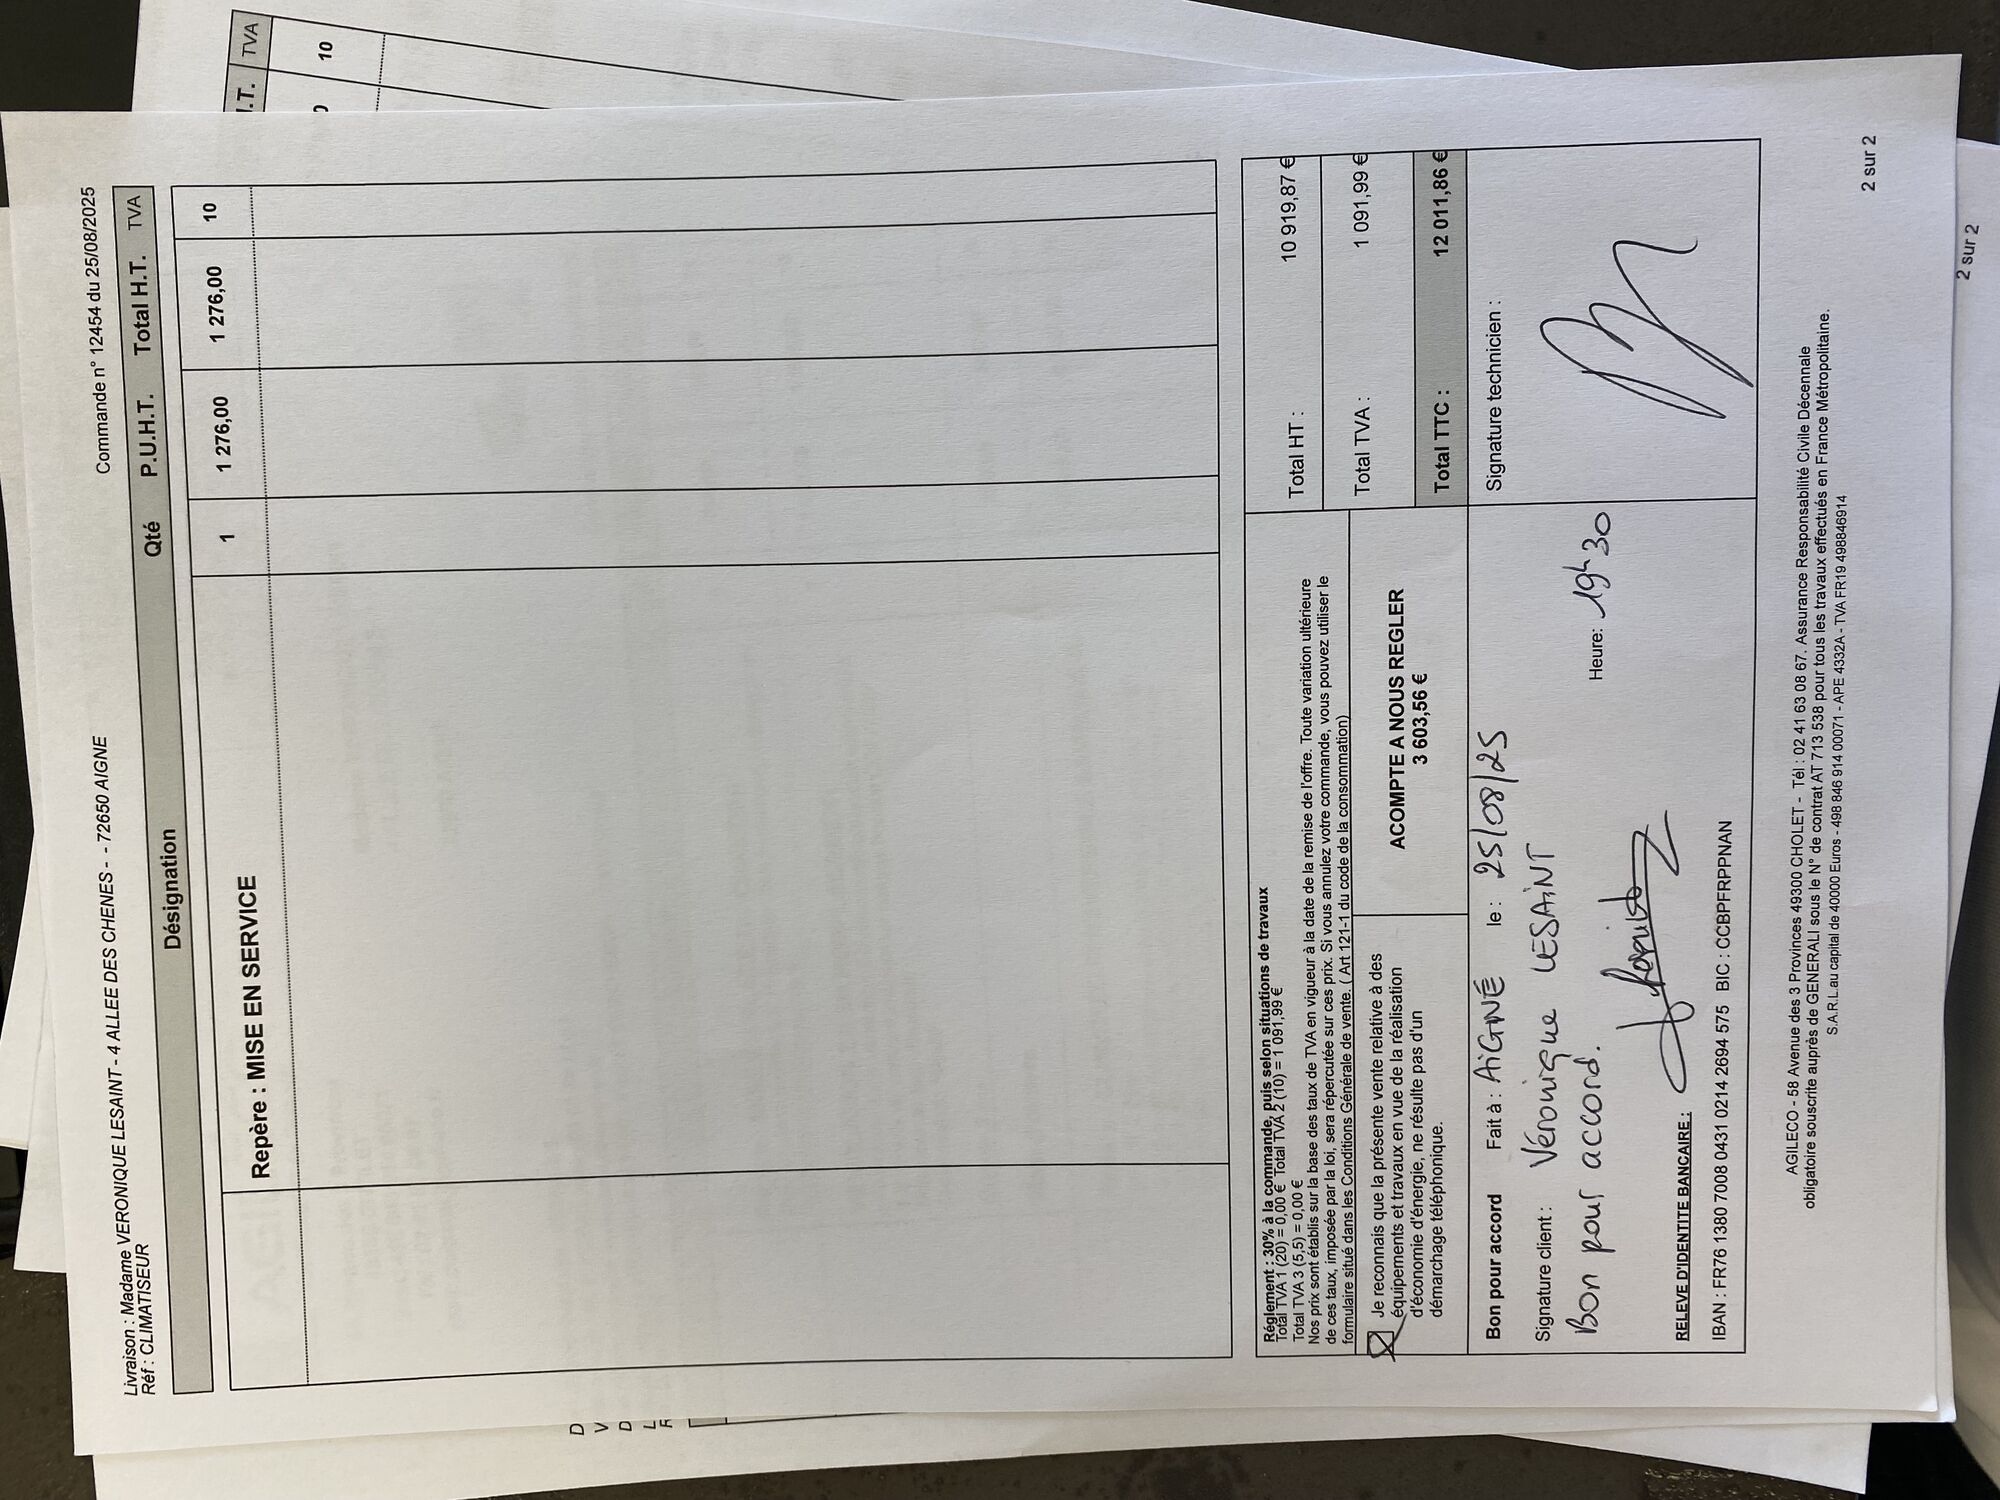 Commande n° 12454 du 25/08/2025
Livraison : Madame VERONIQUE LESAINT - 4 ALLEE DES CHENES - - 72650 AIGNE
Réf : CLIMATISEUR
Désignation Qté P.U.H.T. Total H.T. TVA
Repère : MISE EN SERVICE 1 1 276,00 1 276,00 10
Réglement : 30% à la commande, puis selon situations de travaux
Total TVA 1 (20) = 0,00 € Total TVA 2 (10) = 1 091,99 €
Total TVA 3 (5,5) = 0,00 €
Nos prix sont établis sur la base des taux de TVA en vigueur à la date de la remise de l'offre. Toute variation ultérieure
de ces taux, imposée par la loi, sera répercutée sur ces prix. Si vous annulez votre commande, vous pouvez utiliser le
formulaire situé dans les Conditions Générale de vente. ( Art 121-1 du code de la consommation)
Total HT : 10 919,87 €
Total TVA : 1 091,99 €
Total TTC : 12 011,86 €
Je reconnais que la présente vente relative à des
équipements et travaux en vue de la réalisation
d'économie d'énergie, ne résulte pas d'un
démarchage téléphonique.
ACOMPTE A NOUS REGLER
3 603,56 €
Bon pour accord Fait à : AiGNÉ le : 25/08/25
Signature client : Véronique LESAiNT
Heure: 19h30
Bon pour accord.
Signature technicien :
RELEVE D'IDENTITE BANCAIRE :
IBAN : FR76 1380 7008 0431 0214 2694 575 BIC : CCBPFRPPNAN
AGILECO - 58 Avenue des 3 Provinces 49300 CHOLET - Tél : 02 41 63 08 67. Assurance Responsabilité Civile Décennale
obligatoire souscrite auprès de GENERALI sous le N° de contrat AT 713 538 pour tous les travaux effectués en France Métropolitaine.
S.A.R.L.au capital de 40000 Euros - 498 846 914 00071 - APE 4332A - TVA FR19 498846914
2 sur 2
2 sur 2
.T. TVA
10
D
V
D
L